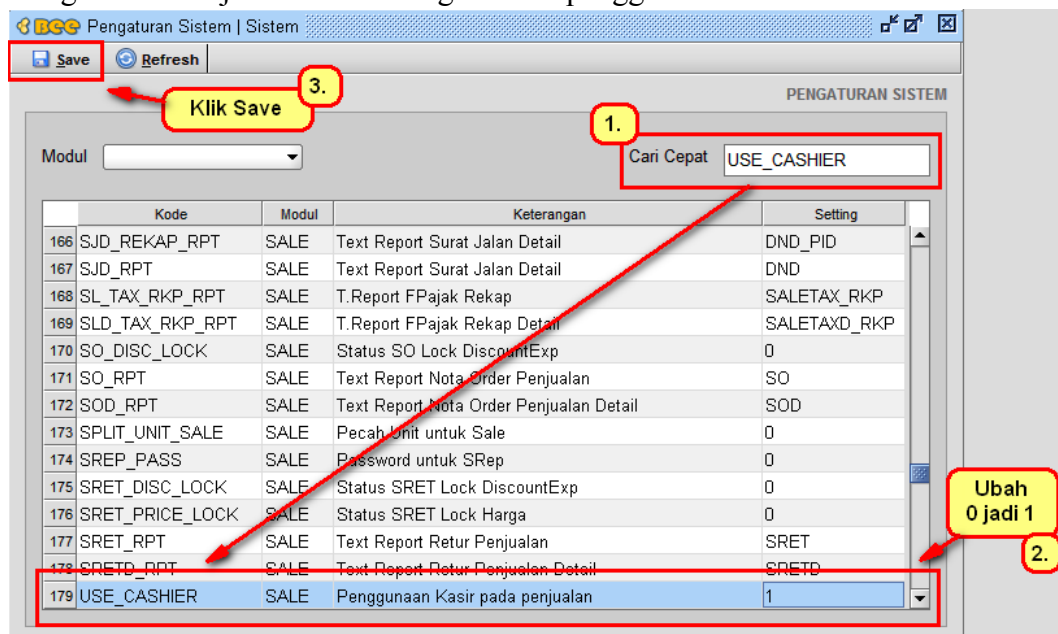 BEE Pengaturan Sistem | Sistem
Save Refresh
3.
Klik Save
PENGATURAN SISTEM
1.
Modul Cari Cepat USE_CASHIER
Kode Modul Keterangan Setting
166 SJD_REKAP_RPT SALE Text Report Surat Jalan Detail DND_PID
167 SJD_RPT SALE Text Report Surat Jalan Detail DND
168 SL_TAX_RKP_RPT SALE T.Report FPajak Rekap SALETAX_RKP
169 SLD_TAX_RKP_RPT SALE T.Report FPajak Rekap Detail SALETAXD_RKP
170 SO_DISC_LOCK SALE Status SO Lock DiscountExp 0
171 SO_RPT SALE Text Report Nota Order Penjualan SO
172 SOD_RPT SALE Text Report Nota Order Penjualan Detail SOD
173 SPLIT_UNIT_SALE SALE Pecah Unit untuk Sale 0
174 SREP_PASS SALE Password untuk SRep 0
175 SRET_DISC_LOCK SALE Status SRET Lock DiscountExp 0
176 SRET_PRICE_LOCK SALE Status SRET Lock Harga 0
177 SRET_RPT SALE Text Report Retur Penjualan SRET
178 SRETD_RPT SALE Text Report Retur Penjualan Detail SRETD
179 USE_CASHIER SALE Penggunaan Kasir pada penjualan 1
Ubah
0 jadi 1
2.